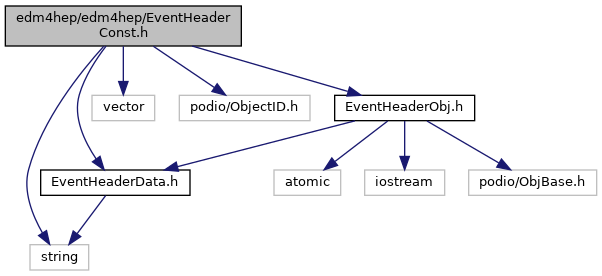 edm4hep/edm4hep/EventHeader
Const.h
vector
podio/ObjectID.h
EventHeaderObj.h
EventHeaderData.h
atomic
iostream
podio/ObjBase.h
string